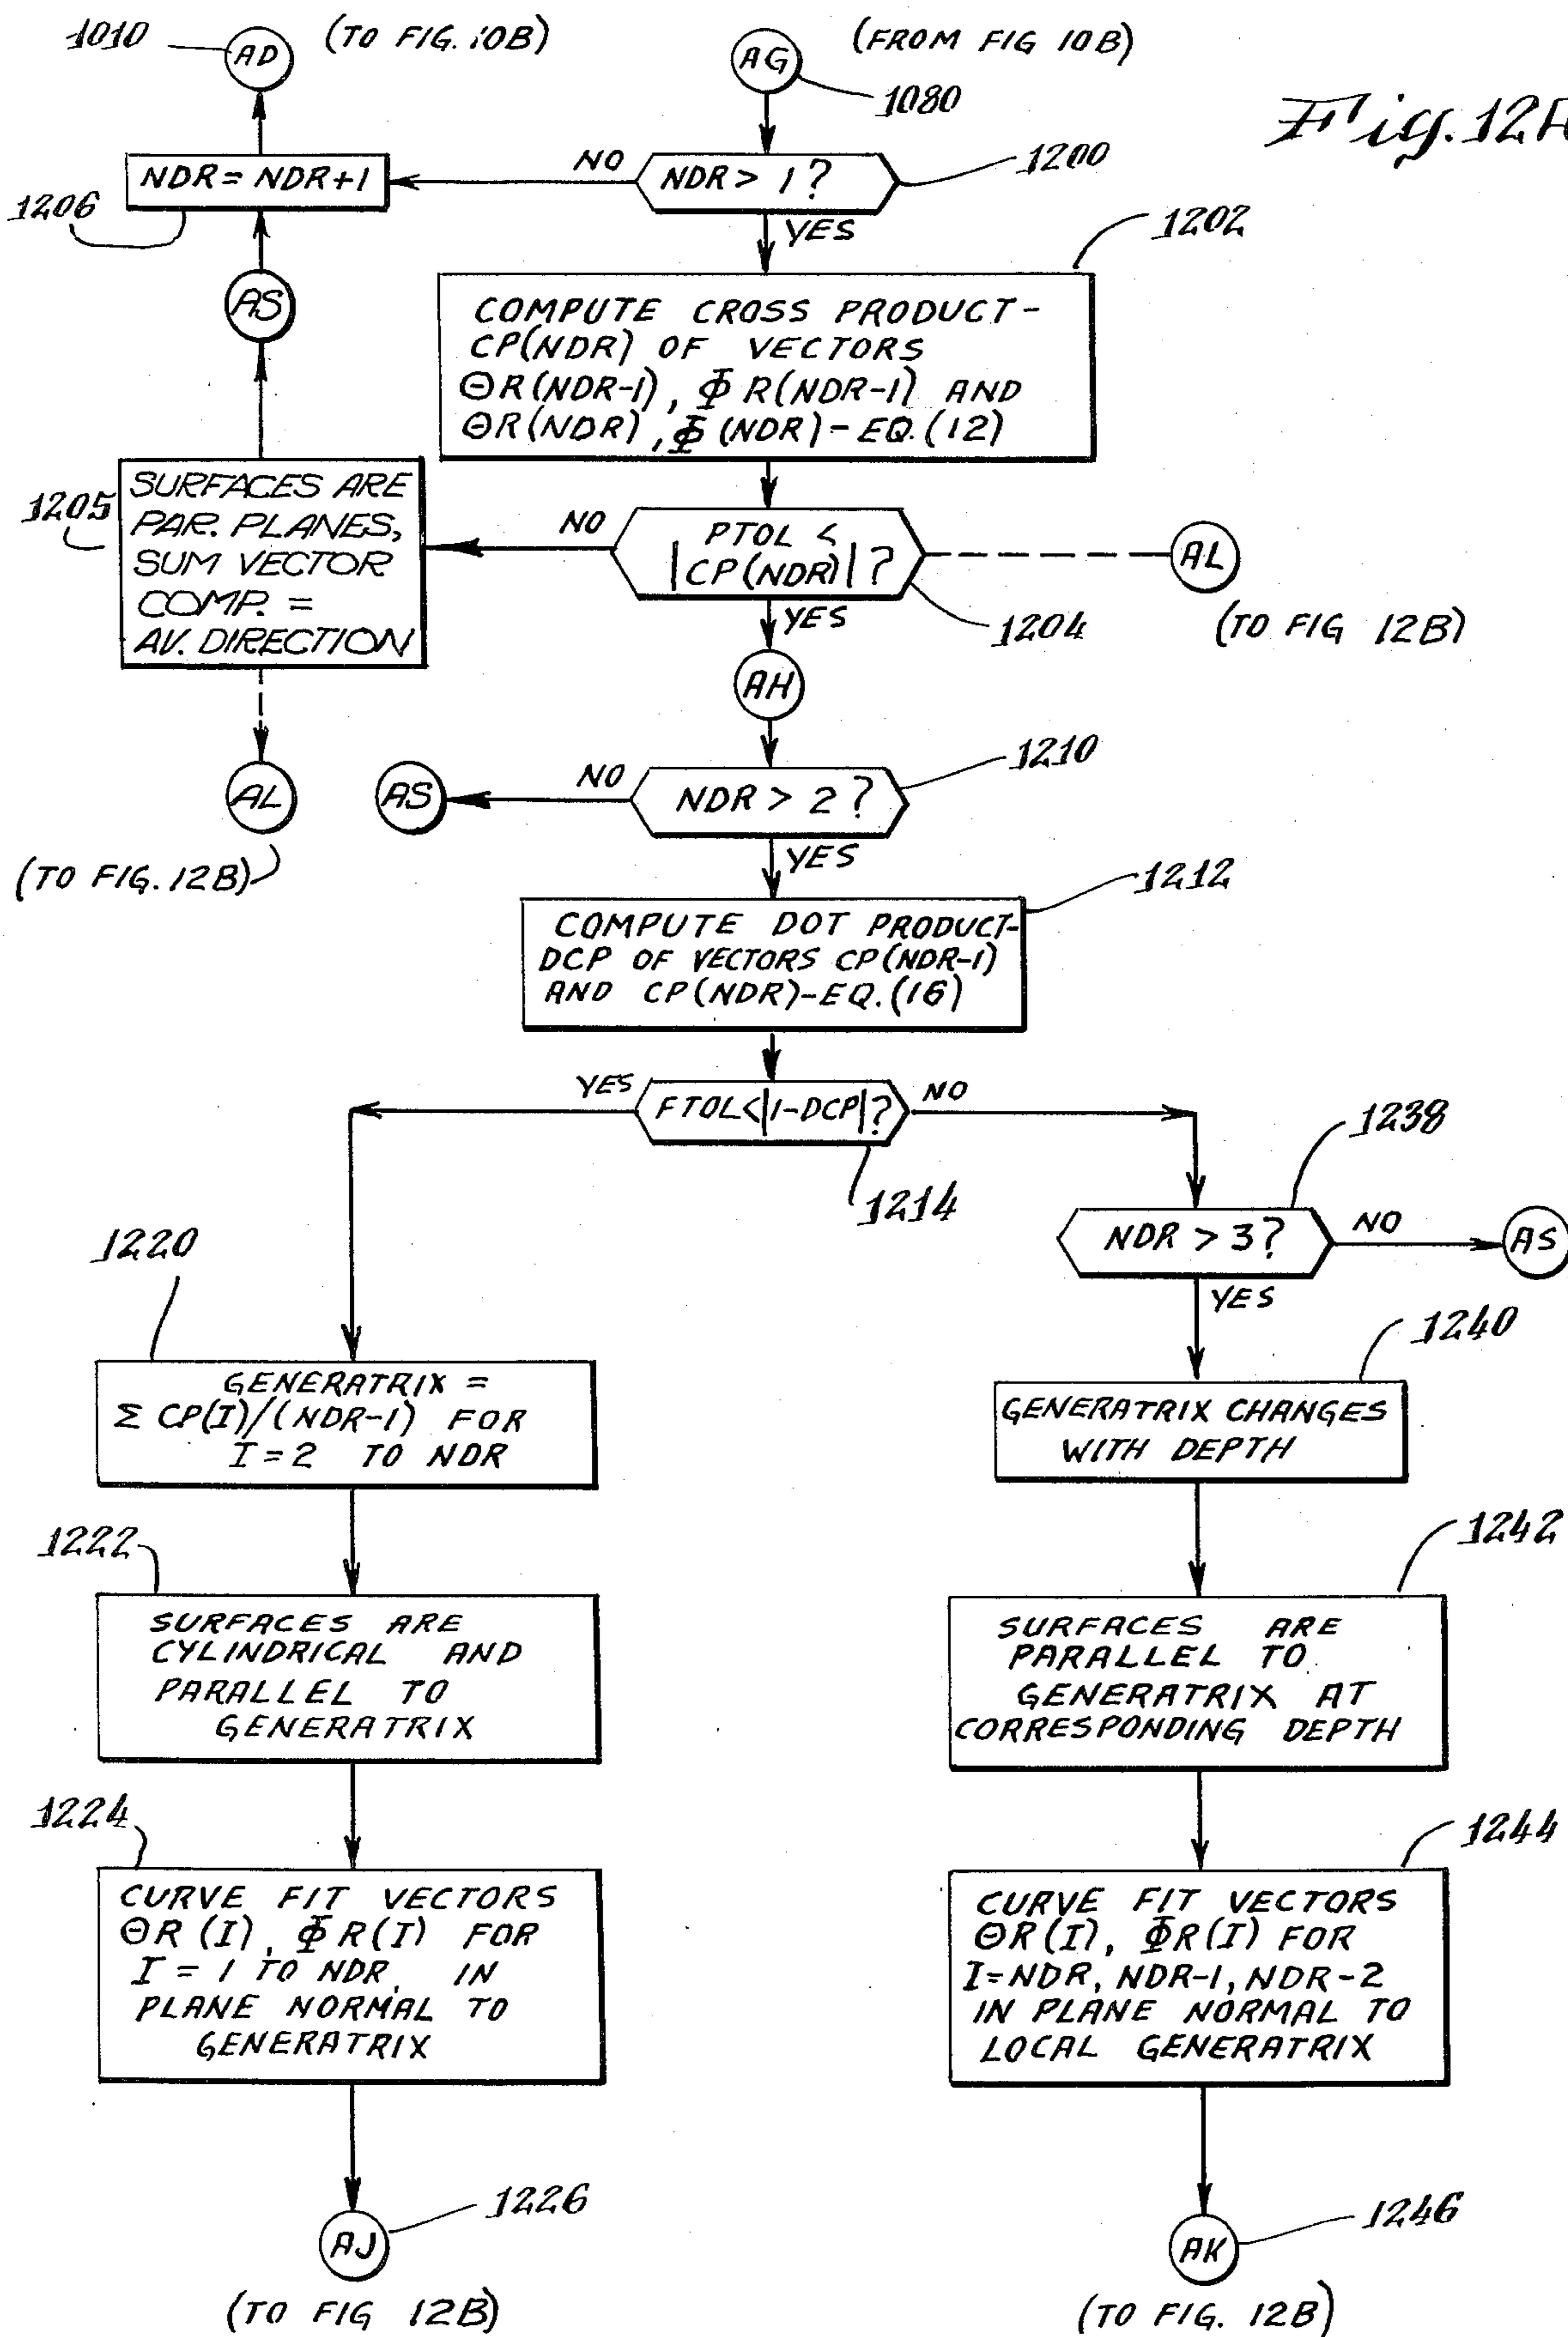 1010
AD
(TO FIG. 10B)
AG
(FROM FIG 10B)
1080
Fig. 12A
NDR = NDR+1
NO
NDR > 1 ?
1200
1206
YES
1202
AS
COMPUTE CROSS PRODUCT -
CP(NDR) OF VECTORS
ΘR(NDR-1), ΦR(NDR-1) AND
ΘR(NDR), Φ(NDR) - EQ. (12)
1205
SURFACES ARE
PAR. PLANES,
SUM VECTOR
COMP. =
AV. DIRECTION
NO
PTOL <
|CP(NDR)| ?
AL
YES
1204
(TO FIG 12B)
AH
1210
AL
AS
NO
NDR > 2 ?
(TO FIG. 12B)
YES
1212
COMPUTE DOT PRODUCT-
DCP OF VECTORS CP(NDR-1)
AND CP(NDR)-EQ. (16)
YES
FTOL<|1-DCP|?
NO
1238
1214
1220
NDR > 3?
NO
AS
YES
1240
GENERATRIX =
Σ CP(I)/(NDR-1) FOR
I=2 TO NDR
GENERATRIX CHANGES
WITH DEPTH
1222
1242
SURFACES ARE
CYLINDRICAL AND
PARALLEL TO
GENERATRIX
SURFACES ARE
PARALLEL TO
GENERATRIX AT
CORRESPONDING DEPTH
1224
1244
CURVE FIT VECTORS
ΘR (I), ΦR(I) FOR
I = 1 TO NDR, IN
PLANE NORMAL TO
GENERATRIX
CURVE FIT VECTORS
ΘR(I), ΦR(I) FOR
I=NDR, NDR-1, NDR-2
IN PLANE NORMAL TO
LOCAL GENERATRIX
1226
AJ
(TO FIG 12B)
1246
AK
(TO FIG. 12B)